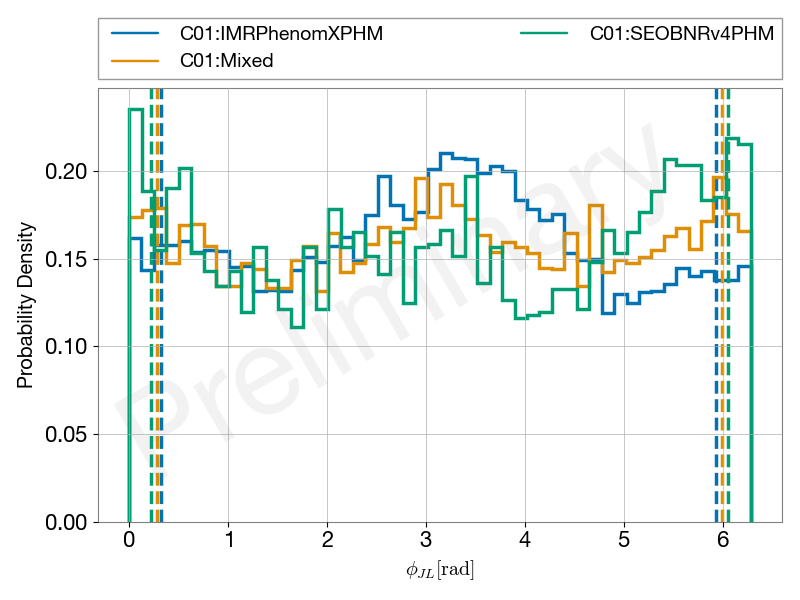 C01:IMRPhenomXPHM
C01:Mixed
C01:SEOBNRv4PHM
Preliminary
Probability Density
0.20
0.15
0.10
0.05
0.00
0 1 2 3 4 5 6
ϕ_JL[rad]